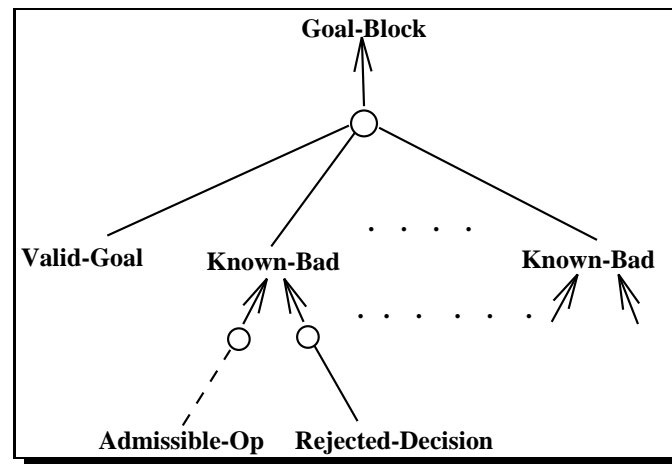 Goal-Block
. . . .
Valid-Goal
Known-Bad
Known-Bad
. . . . . .
Admissible-Op
Rejected-Decision